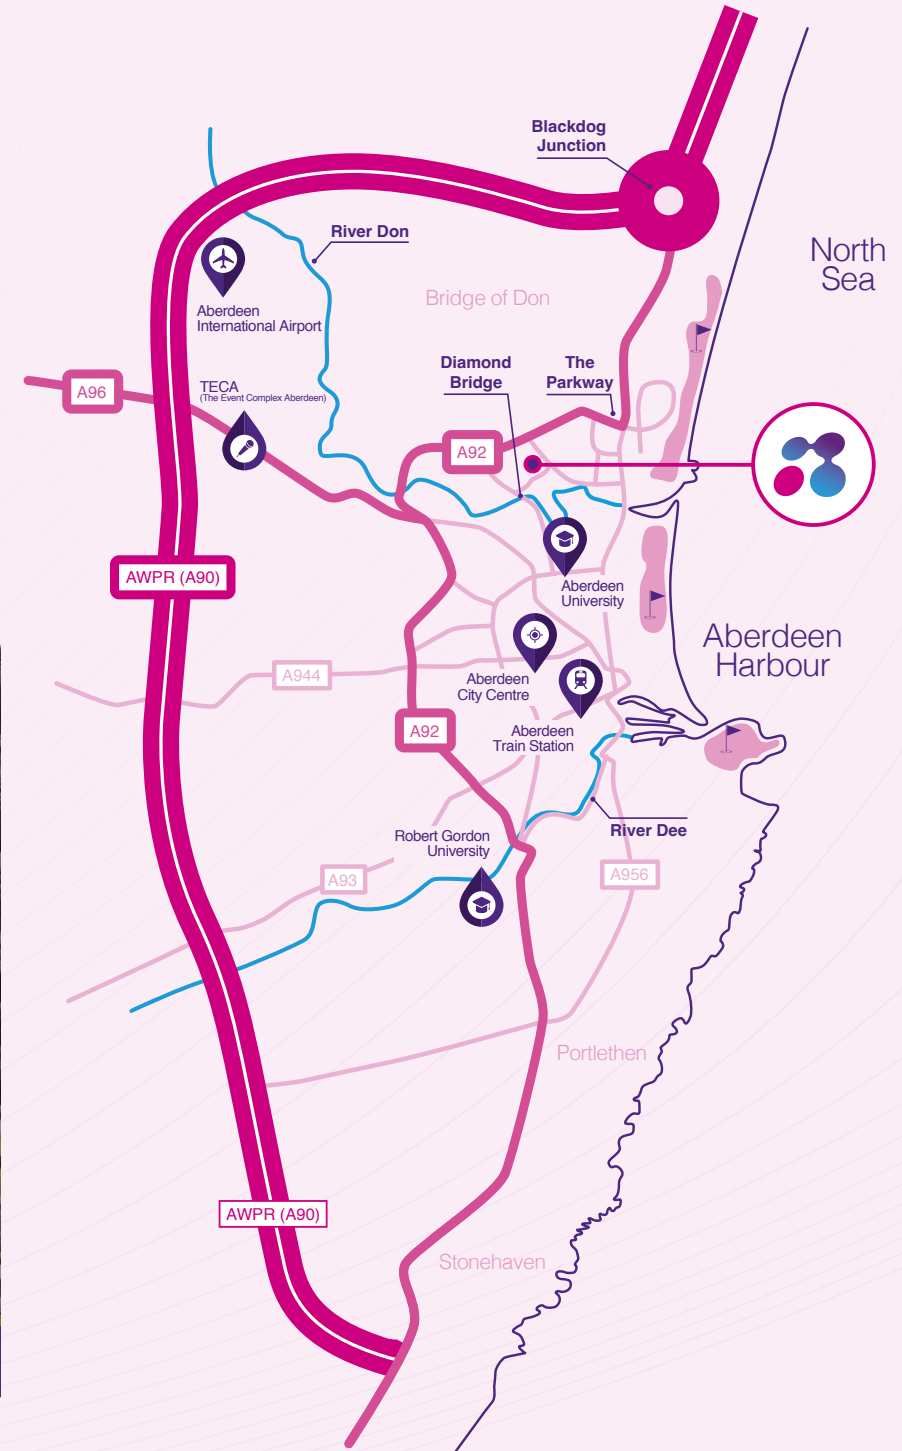 Blackdog
Junction
North
Sea
River Don
Bridge of Don
Aberdeen
International Airport
Diamond
Bridge
The
Parkway
A96
TECA
(The Event Complex Aberdeen)
A92
AWPR (A90)
Aberdeen
University
Aberdeen
Harbour
A944
Aberdeen
City Centre
A92
Aberdeen
Train Station
River Dee
Robert Gordon
University
A93
A956
Portlethen
AWPR (A90)
Stonehaven